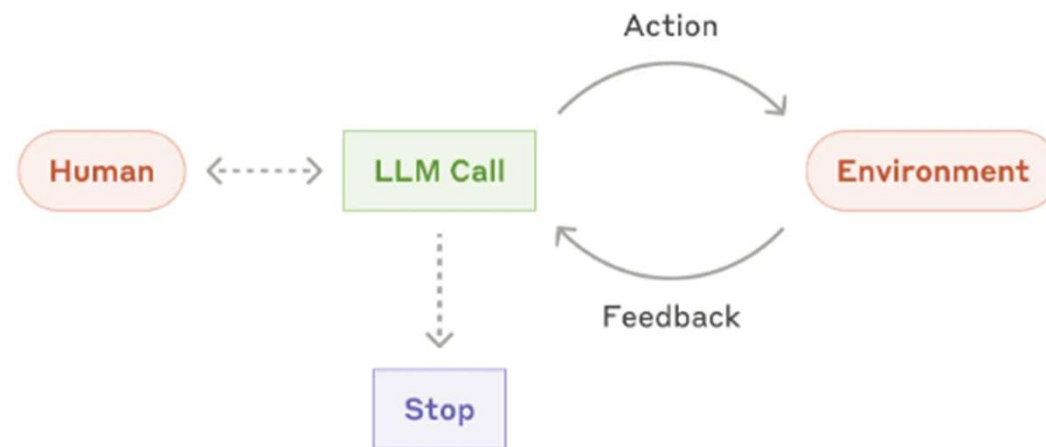 Action
Human
LLM Call
Environment
Feedback
Stop